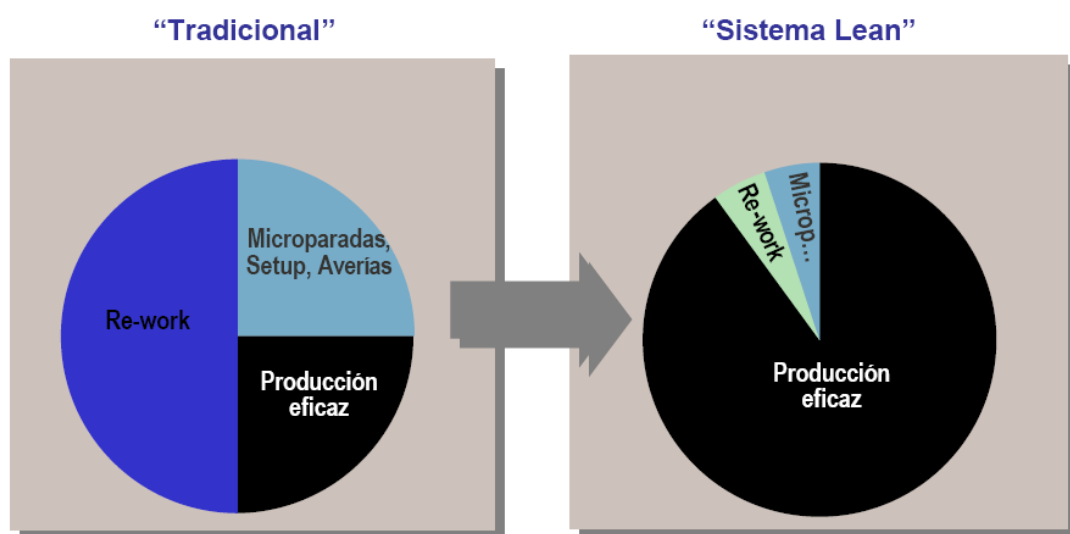 “Tradicional”
“Sistema Lean”
Microparadas,
Setup, Averías
Re-work
Producción
eficaz
Re-work
Microp...
Producción
eficaz